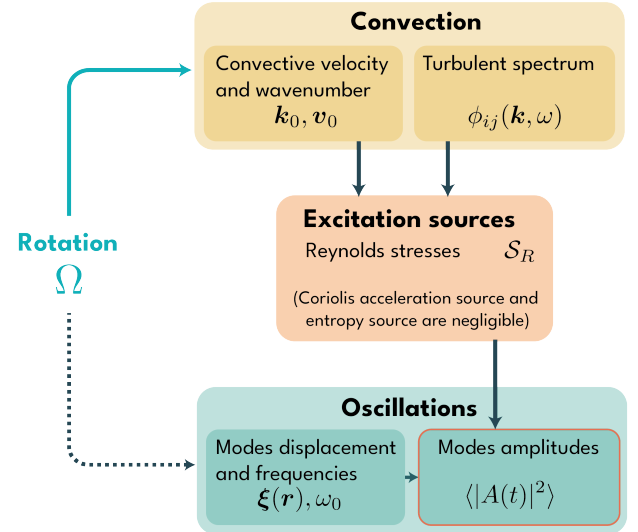 Convection
Convective velocity
and wavenumber
𝒌₀, 𝒗₀
Turbulent spectrum
ϕᵢⱼ(𝒌, ω)
Excitation sources
Reynolds stresses 𝒮_R
(Coriolis acceleration source and
entropy source are negligible)
Rotation
Ω
Oscillations
Modes displacement
and frequencies
𝝃(𝒓), ω₀
Modes amplitudes
⟨|A(t)|²⟩